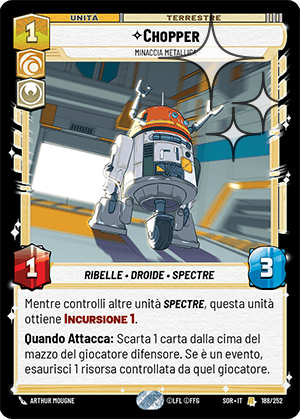 UNITÀ TERRESTRE
1
✧CHOPPER
MINACCIA METALLICA
1
3
RIBELLE • DROIDE • SPECTRE
Mentre controlli altre unità SPECTRE, questa unità
ottiene INCURSIONE 1.
Quando Attacca: Scarta 1 carta dalla cima del
mazzo del giocatore difensore. Se è un evento,
esaurisci 1 risorsa controllata da quel giocatore.
ARTHUR MOUGNE ©LFL ©FFG SOR • IT R 188/252